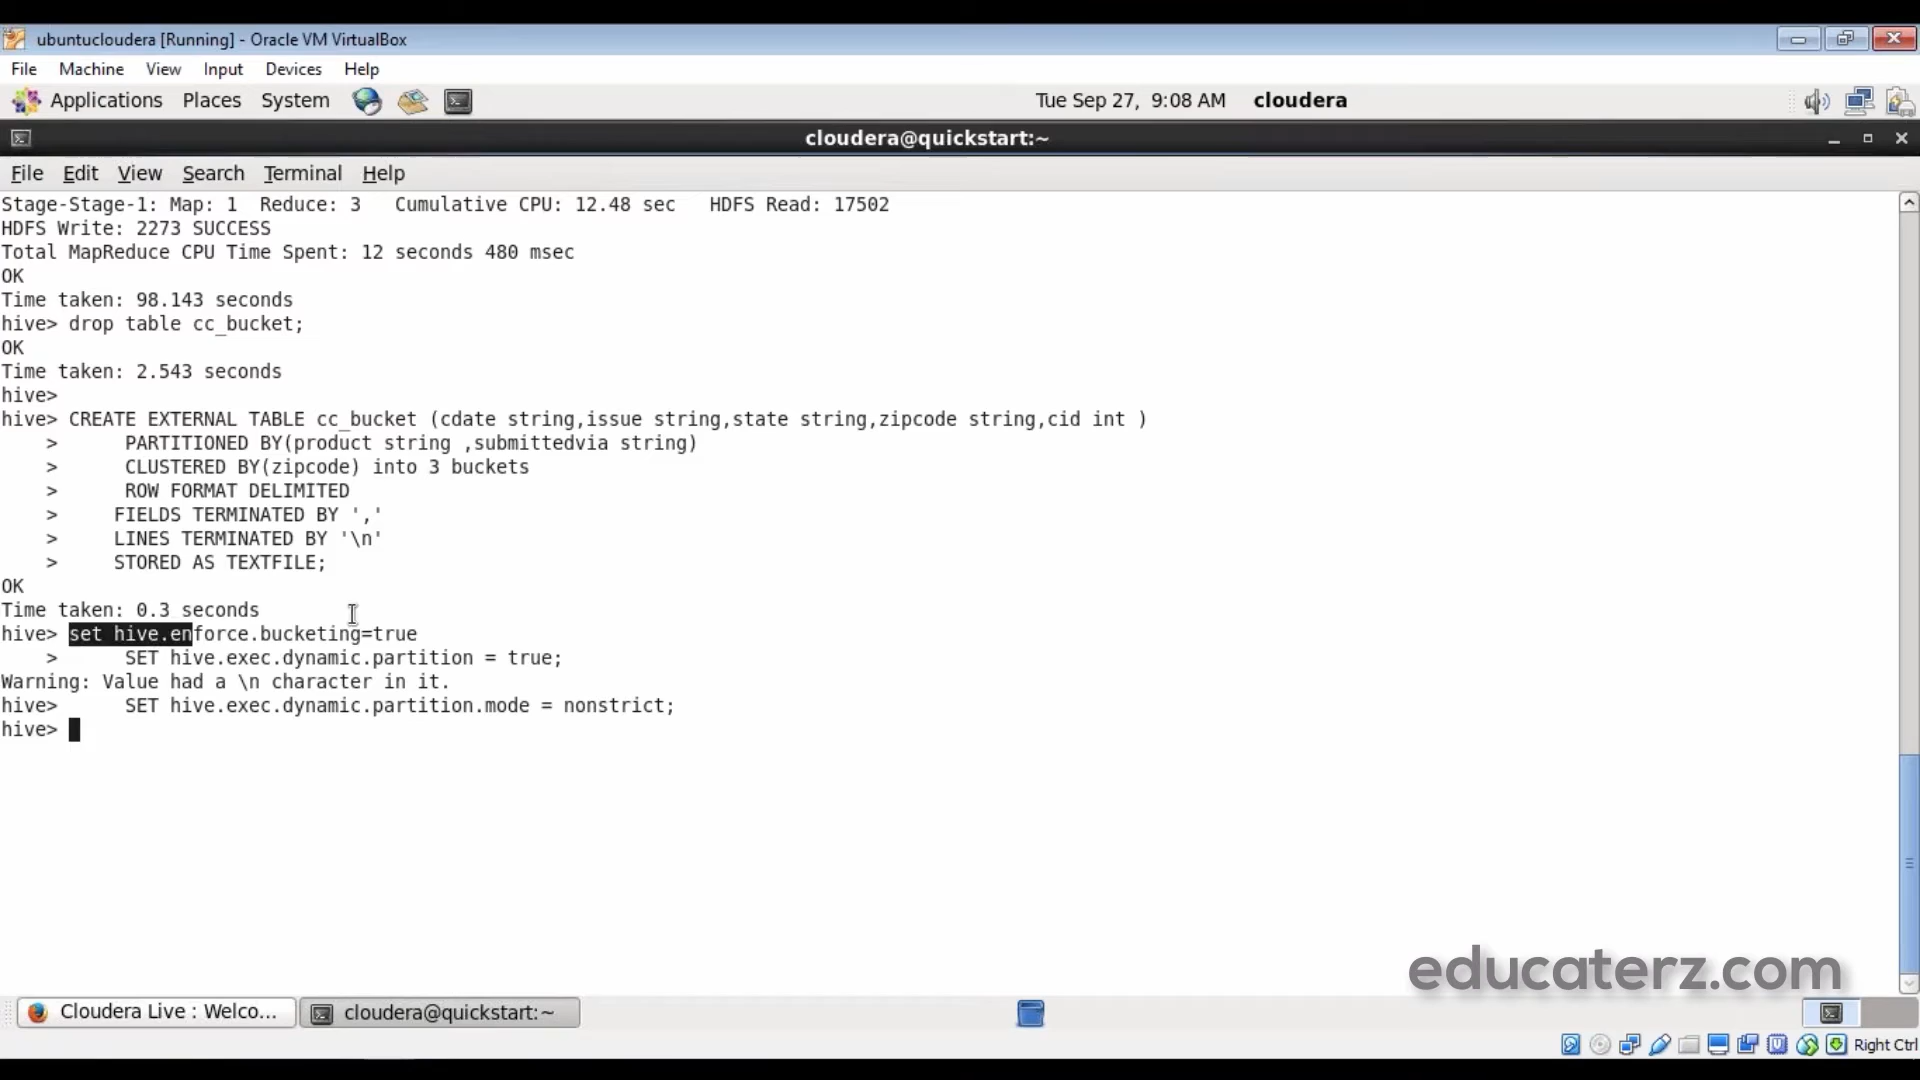 ubuntucloudera [Running] - Oracle VM VirtualBox
File Machine View Input Devices Help
Applications Places System Tue Sep 27, 9:08 AM cloudera
cloudera@quickstart:~
File Edit View Search Terminal Help
Stage-Stage-1: Map: 1 Reduce: 3 Cumulative CPU: 12.48 sec HDFS Read: 17502
HDFS Write: 2273 SUCCESS
Total MapReduce CPU Time Spent: 12 seconds 480 msec
OK
Time taken: 98.143 seconds
hive> drop table cc_bucket;
OK
Time taken: 2.543 seconds
hive>
hive> CREATE EXTERNAL TABLE cc_bucket (cdate string,issue string,state string,zipcode string,cid int )
> PARTITIONED BY(product string ,submittedvia string)
> CLUSTERED BY(zipcode) into 3 buckets
> ROW FORMAT DELIMITED
> FIELDS TERMINATED BY ','
> LINES TERMINATED BY '\n'
> STORED AS TEXTFILE;
OK
Time taken: 0.3 seconds
hive> set hive.enforce.bucketing=true
> SET hive.exec.dynamic.partition = true;
Warning: Value had a \n character in it.
hive> SET hive.exec.dynamic.partition.mode = nonstrict;
hive>
educaterz.com
Cloudera Live : Welco... cloudera@quickstart:~
Right Ctrl